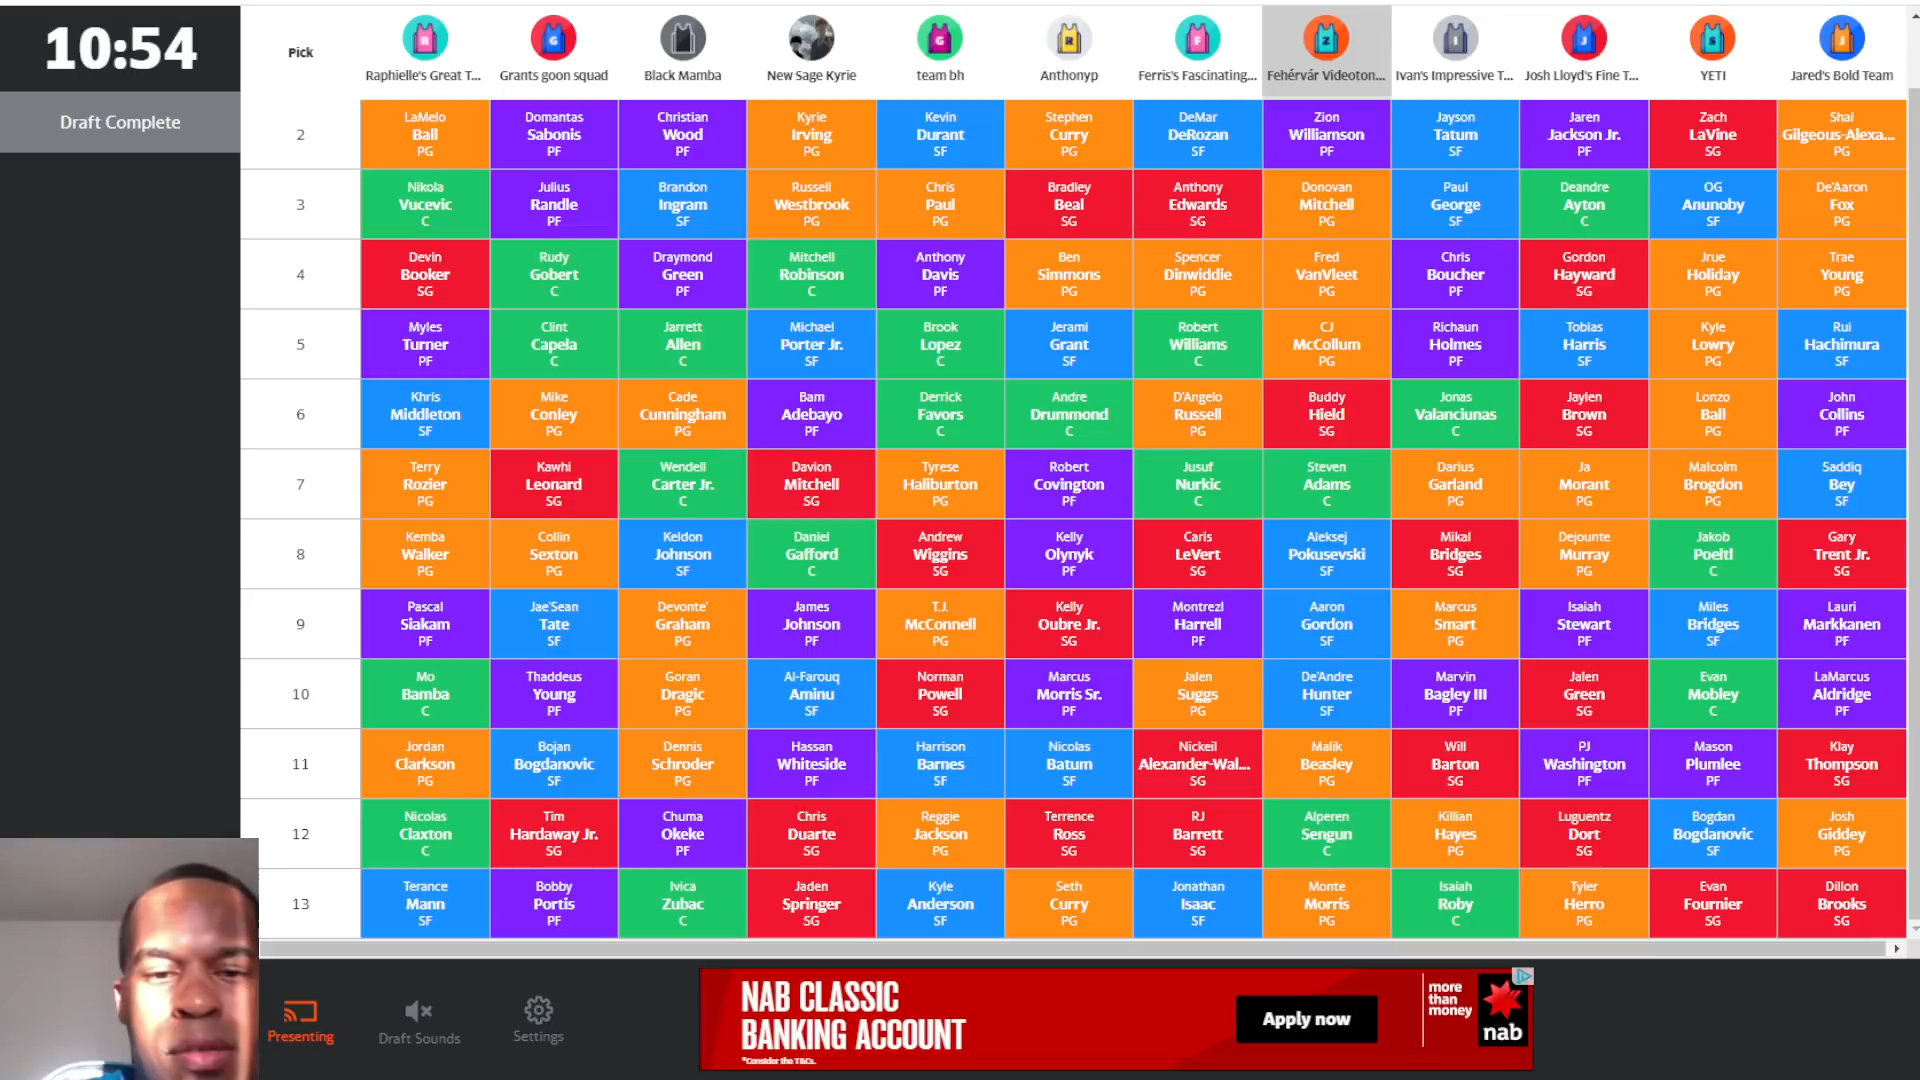 10:54
Draft Complete
Pick
Raphielle's Great T...
Grants goon squad
Black Mamba
New Sage Kyrie
team bh
Anthonyp
Ferris's Fascinating...
Fehérvár Videoton...
Ivan's Impressive T...
Josh Lloyd's Fine T...
YETI
Jared's Bold Team
2
LaMelo Ball PG
Domantas Sabonis PF
Christian Wood PF
Kyrie Irving PG
Kevin Durant SF
Stephen Curry PG
DeMar DeRozan SF
Zion Williamson PF
Jayson Tatum SF
Jaren Jackson Jr. PF
Zach LaVine SG
Shai Gilgeous-Alexa... PG
3
Nikola Vucevic C
Julius Randle PF
Brandon Ingram SF
Russell Westbrook PG
Chris Paul PG
Bradley Beal SG
Anthony Edwards SG
Donovan Mitchell PG
Paul George SF
Deandre Ayton C
OG Anunoby SF
De'Aaron Fox PG
4
Devin Booker SG
Rudy Gobert C
Draymond Green PF
Mitchell Robinson C
Anthony Davis PF
Ben Simmons PG
Spencer Dinwiddie PG
Fred VanVleet PG
Chris Boucher PF
Gordon Hayward SG
Jrue Holiday PG
Trae Young PG
5
Myles Turner PF
Clint Capela C
Jarrett Allen C
Michael Porter Jr. SF
Brook Lopez C
Jerami Grant SF
Robert Williams C
CJ McCollum PG
Richaun Holmes PF
Tobias Harris SF
Kyle Lowry PG
Rui Hachimura SF
6
Khris Middleton SF
Mike Conley PG
Cade Cunningham PG
Bam Adebayo PF
Derrick Favors C
Andre Drummond C
D'Angelo Russell PG
Buddy Hield SG
Jonas Valanciunas C
Jaylen Brown SG
Lonzo Ball PG
John Collins PF
7
Terry Rozier PG
Kawhi Leonard SG
Wendell Carter Jr. C
Davion Mitchell SG
Tyrese Haliburton PG
Robert Covington PF
Jusuf Nurkic C
Steven Adams C
Darius Garland PG
Ja Morant PG
Malcolm Brogdon PG
Saddiq Bey SF
8
Kemba Walker PG
Collin Sexton PG
Keldon Johnson SF
Daniel Gafford C
Andrew Wiggins SG
Kelly Olynyk PF
Caris LeVert SG
Aleksej Pokusevski SF
Mikal Bridges SG
Dejounte Murray PG
Jakob Poeltl C
Gary Trent Jr. SG
9
Pascal Siakam PF
Jae'Sean Tate SF
Devonte' Graham PG
James Johnson PF
T.J. McConnell PG
Kelly Oubre Jr. SG
Montrezl Harrell PF
Aaron Gordon SF
Marcus Smart PG
Isaiah Stewart PF
Miles Bridges SF
Lauri Markkanen PF
10
Mo Bamba C
Thaddeus Young PF
Goran Dragic PG
Al-Farouq Aminu SF
Norman Powell SG
Marcus Morris Sr. PF
Jalen Suggs PG
De'Andre Hunter SF
Marvin Bagley III PF
Jalen Green SG
Evan Mobley C
LaMarcus Aldridge PF
11
Jordan Clarkson PG
Bojan Bogdanovic SF
Dennis Schroder PG
Hassan Whiteside PF
Harrison Barnes SF
Nicolas Batum SF
Nickeil Alexander-Wal... SG
Malik Beasley PG
Will Barton SG
PJ Washington PF
Mason Plumlee PF
Klay Thompson SG
12
Nicolas Claxton C
Tim Hardaway Jr. SG
Chuma Okeke PF
Chris Duarte SG
Reggie Jackson PG
Terrence Ross SG
RJ Barrett SG
Alperen Sengun C
Killian Hayes PG
Luguentz Dort SG
Bogdan Bogdanovic SF
Josh Giddey PG
13
Terance Mann SF
Bobby Portis PF
Ivica Zubac C
Jaden Springer SG
Kyle Anderson SF
Seth Curry PG
Jonathan Isaac SF
Monte Morris PG
Isaiah Roby C
Tyler Herro PG
Evan Fournier SG
Dillon Brooks SG
Presenting
Draft Sounds
Settings
NAB CLASSIC
BANKING ACCOUNT
*Consider the T&Cs.
Apply now
more
than
money
nab